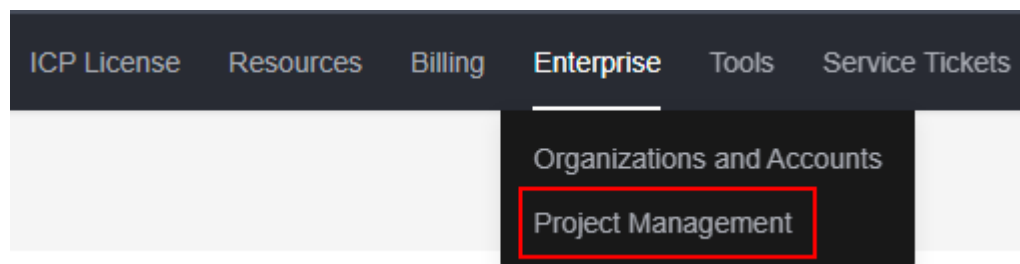 ICP License Resources Billing Enterprise Tools Service Tickets
Organizations and Accounts
Project Management